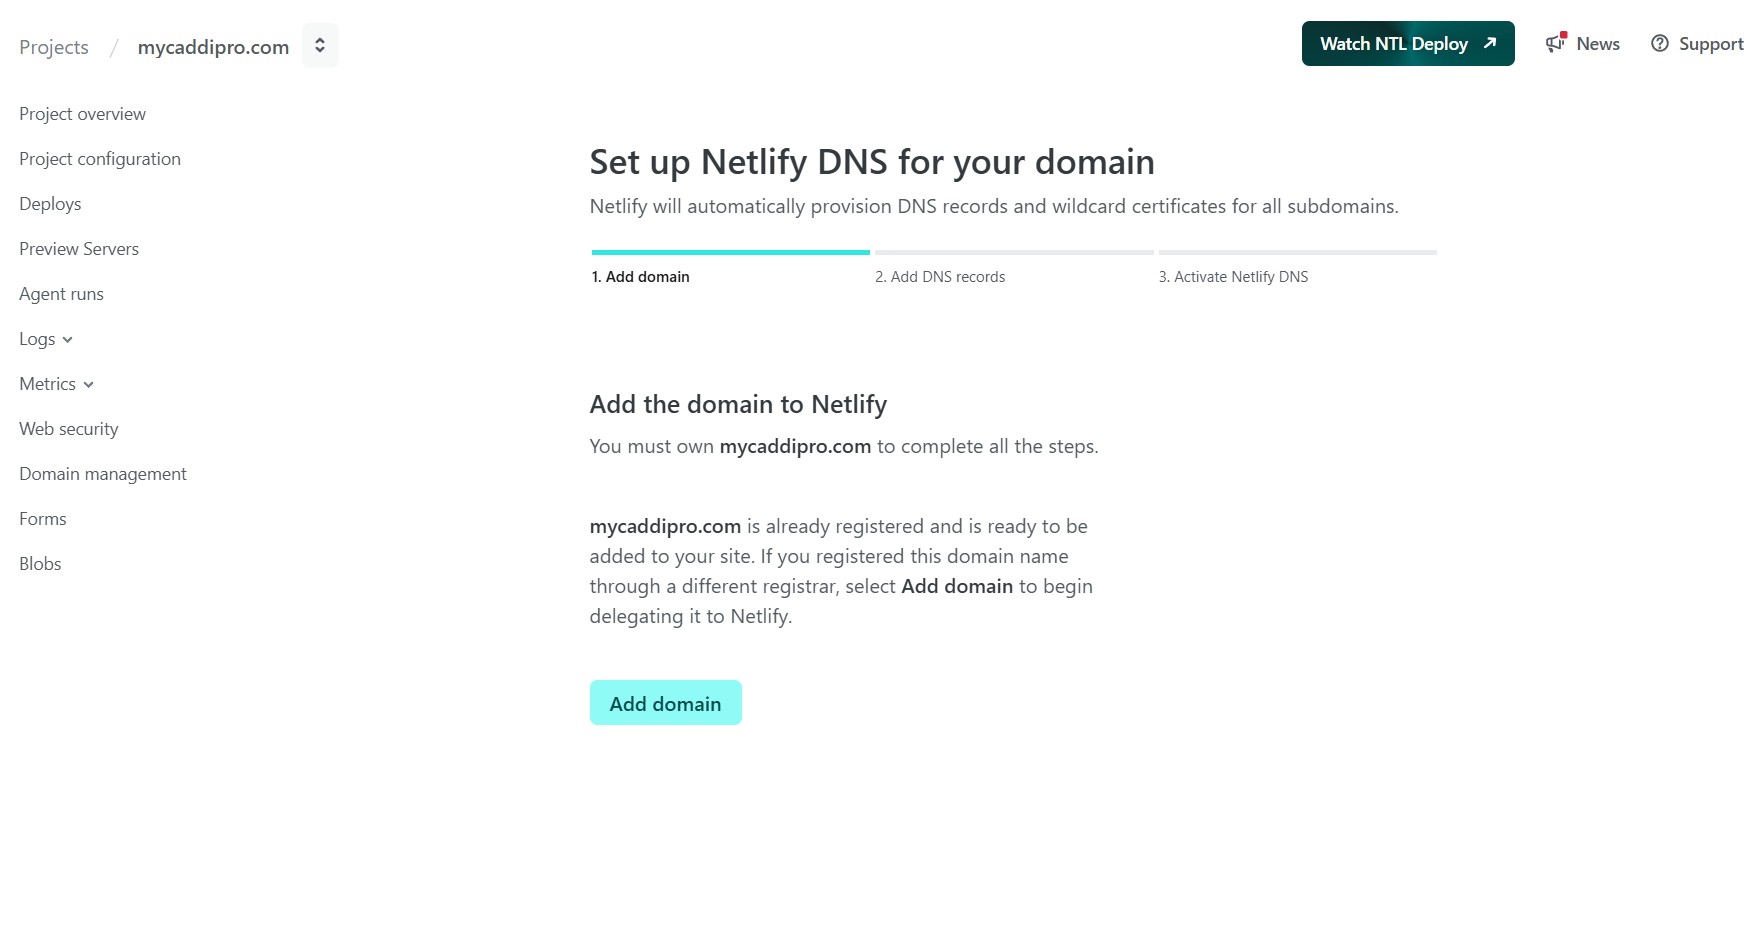 Projects / mycaddipro.com
Watch NTL Deploy
News
Support
Project overview
Project configuration
Deploys
Preview Servers
Agent runs
Logs
Metrics
Web security
Domain management
Forms
Blobs
Set up Netlify DNS for your domain
Netlify will automatically provision DNS records and wildcard certificates for all subdomains.
1. Add domain
2. Add DNS records
3. Activate Netlify DNS
Add the domain to Netlify
You must own mycaddipro.com to complete all the steps.
mycaddipro.com is already registered and is ready to be
added to your site. If you registered this domain name
through a different registrar, select Add domain to begin
delegating it to Netlify.
Add domain